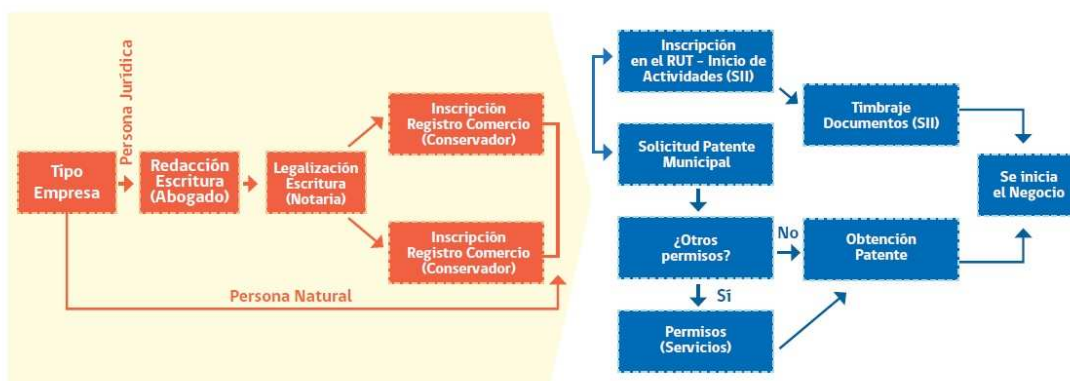 Persona Jurídica
Tipo
Empresa
Redacción
Escritura
(Abogado)
Legalización
Escritura
(Notaria)
Inscripción
Registro Comercio
(Conservador)
Inscripción
Registro Comercio
(Conservador)
Persona Natural
Inscripción
en el RUT - Inicio de
Actividades (SII)
Timbraje
Documentos (SII)
Solicitud Patente
Municipal
Se inicia
el Negocio
¿Otros
permisos?
No
Obtención
Patente
Sí
Permisos
(Servicios)